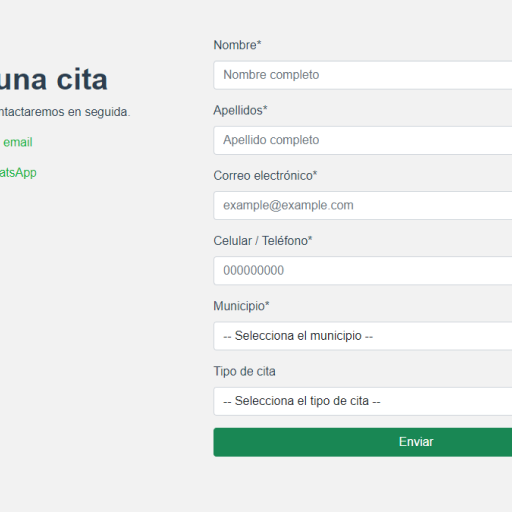 una cita
ntactaremos en seguida.
email
atsApp
Nombre*
Nombre completo
Apellidos*
Apellido completo
Correo electrónico*
example@example.com
Celular / Teléfono*
000000000
Municipio*
-- Selecciona el municipio --
Tipo de cita
-- Selecciona el tipo de cita --
Enviar